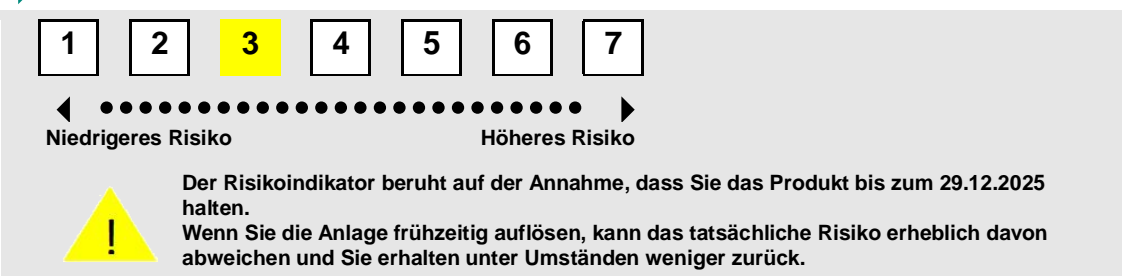 1 2 3 4 5 6 7
Niedrigeres Risiko Höheres Risiko
Der Risikoindikator beruht auf der Annahme, dass Sie das Produkt bis zum 29.12.2025
halten.
Wenn Sie die Anlage frühzeitig auflösen, kann das tatsächliche Risiko erheblich davon
abweichen und Sie erhalten unter Umständen weniger zurück.
!